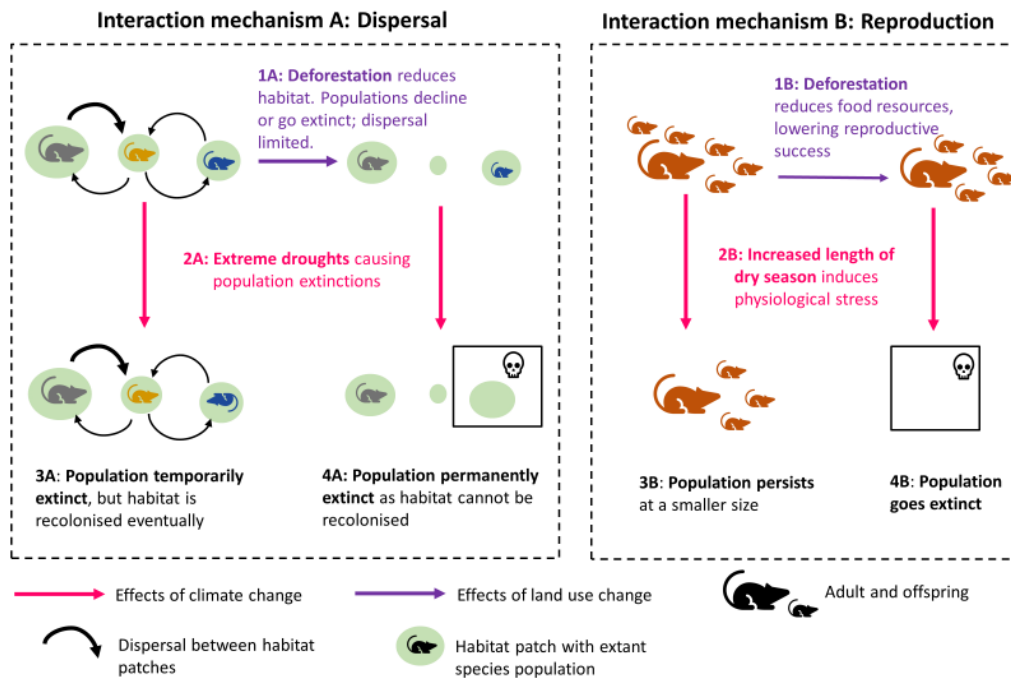 Interaction mechanism A: Dispersal
1A: Deforestation reduces
habitat. Populations decline
or go extinct; dispersal
limited.
2A: Extreme droughts causing
population extinctions
3A: Population temporarily
extinct, but habitat is
recolonised eventually
4A: Population permanently
extinct as habitat cannot be
recolonised
Interaction mechanism B: Reproduction
1B: Deforestation
reduces food resources,
lowering reproductive
success
2B: Increased length of
dry season induces
physiological stress
3B: Population persists
at a smaller size
4B: Population
goes extinct
Effects of climate change
Effects of land use change
Adult and offspring
Dispersal between habitat
patches
Habitat patch with extant
species population